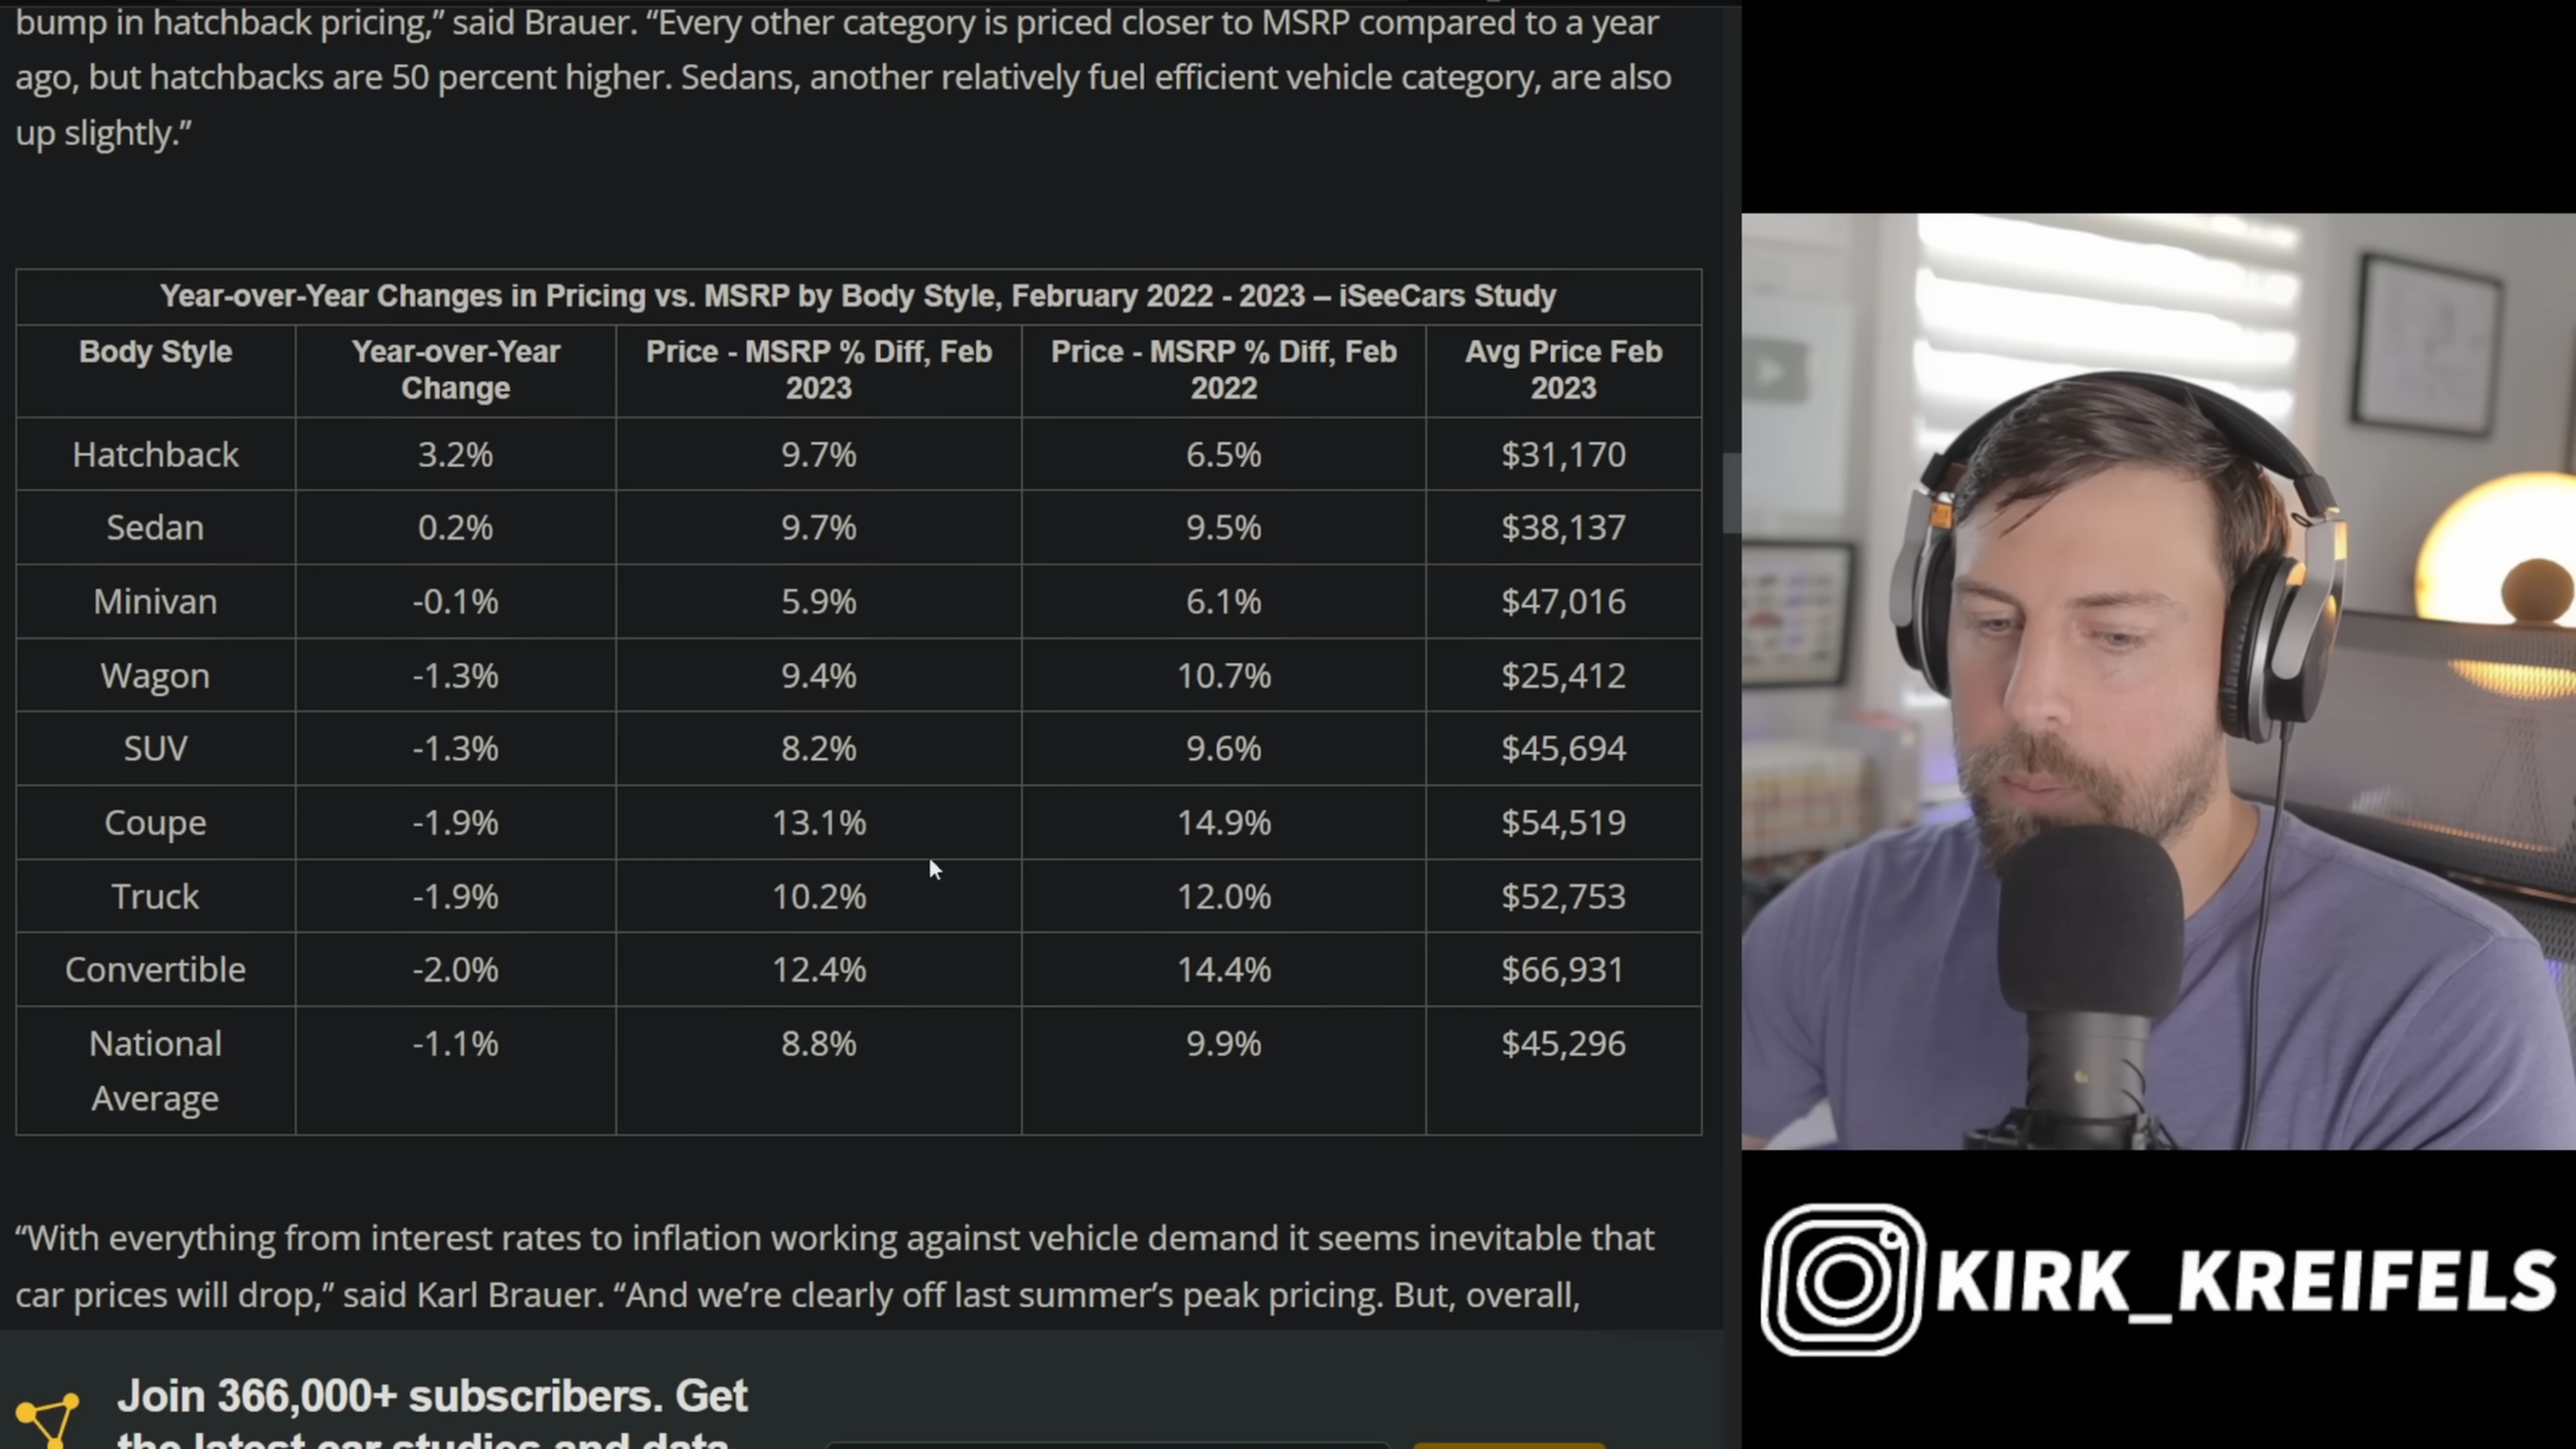 bump in hatchback pricing,” said Brauer. “Every other category is priced closer to MSRP compared to a year
ago, but hatchbacks are 50 percent higher. Sedans, another relatively fuel efficient vehicle category, are also
up slightly.”
Year-over-Year Changes in Pricing vs. MSRP by Body Style, February 2022 - 2023 – iSeeCars Study
Body Style Year-over-Year Change Price - MSRP % Diff, Feb 2023 Price - MSRP % Diff, Feb 2022 Avg Price Feb 2023
Hatchback 3.2% 9.7% 6.5% $31,170
Sedan 0.2% 9.7% 9.5% $38,137
Minivan -0.1% 5.9% 6.1% $47,016
Wagon -1.3% 9.4% 10.7% $25,412
SUV -1.3% 8.2% 9.6% $45,694
Coupe -1.9% 13.1% 14.9% $54,519
Truck -1.9% 10.2% 12.0% $52,753
Convertible -2.0% 12.4% 14.4% $66,931
National Average -1.1% 8.8% 9.9% $45,296
“With everything from interest rates to inflation working against vehicle demand it seems inevitable that
car prices will drop,” said Karl Brauer. “And we’re clearly off last summer’s peak pricing. But, overall,
Join 366,000+ subscribers. Get
the latest car studies and data
KIRK_KREIFELS